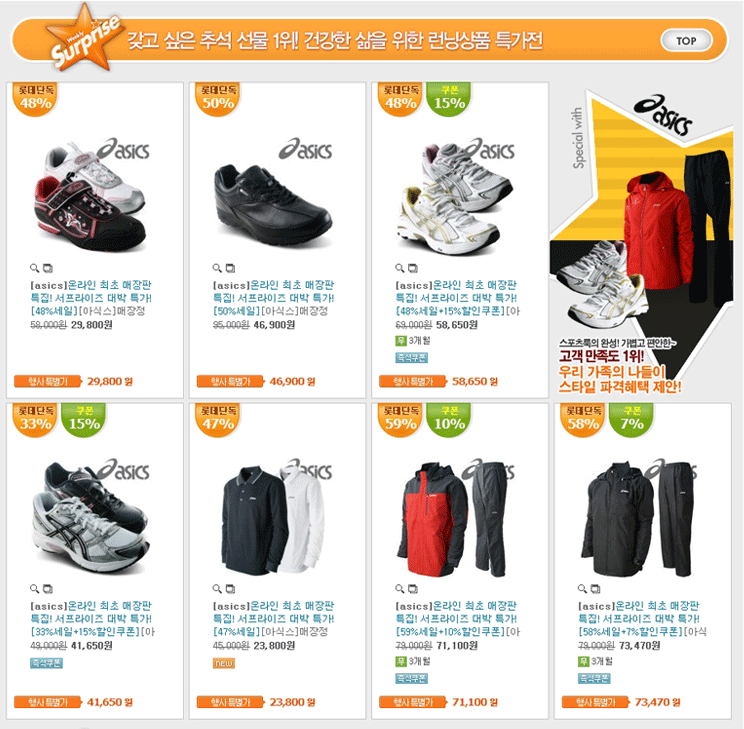 Weekly
Surprise
갖고 싶은 추석 선물 1위! 건강한 삶을 위한 런닝상품 특가전
TOP
롯데단독
48%
asics
[asics]온라인 최초 매장판
특집! 서프라이즈 대박 특가!
[48%세일][아식스]매장정
58,000원 29,800원
행사 특별가 29,800 원
롯데단독
50%
asics
[asics]온라인 최초 매장판
특집! 서프라이즈 대박 특가!
[50%세일][아식스]매장정
95,000원 46,900원
행사 특별가 46,900 원
롯데단독
48%
쿠폰
15%
asics
[asics]온라인 최초 매장판
특집! 서프라이즈 대박 특가!
[48%세일+15%할인쿠폰][아
69,000원 58,650원
무 3개월
즉석쿠폰
행사 특별가 58,650 원
Special with
asics
스포츠룩의 완성! 가볍고 편안한~
고객 만족도 1위!
우리 가족의 나들이
스타일 파격혜택 제안!
롯데단독
33%
쿠폰
15%
asics
[asics]온라인 최초 매장판
특집! 서프라이즈 대박 특가!
[33%세일+15%할인쿠폰][아
49,000원 41,650원
즉석쿠폰
행사 특별가 41,650 원
롯데단독
47%
asics
[asics]온라인 최초 매장판
특집! 서프라이즈 대박 특가!
[47%세일][아식스]매장정
45,000원 23,800원
NEW
행사 특별가 23,800 원
롯데단독
59%
쿠폰
10%
asics
[asics]온라인 최초 매장판
특집! 서프라이즈 대박 특가!
[59%세일+10%할인쿠폰][아
79,000원 71,100원
무 3개월
즉석쿠폰
행사 특별가 71,100 원
롯데단독
58%
쿠폰
7%
asics
[asics]온라인 최초 매장판
특집! 서프라이즈 대박 특가!
[58%세일+7%할인쿠폰][아식
79,000원 73,470원
무 3개월
즉석쿠폰
행사 특별가 73,470 원